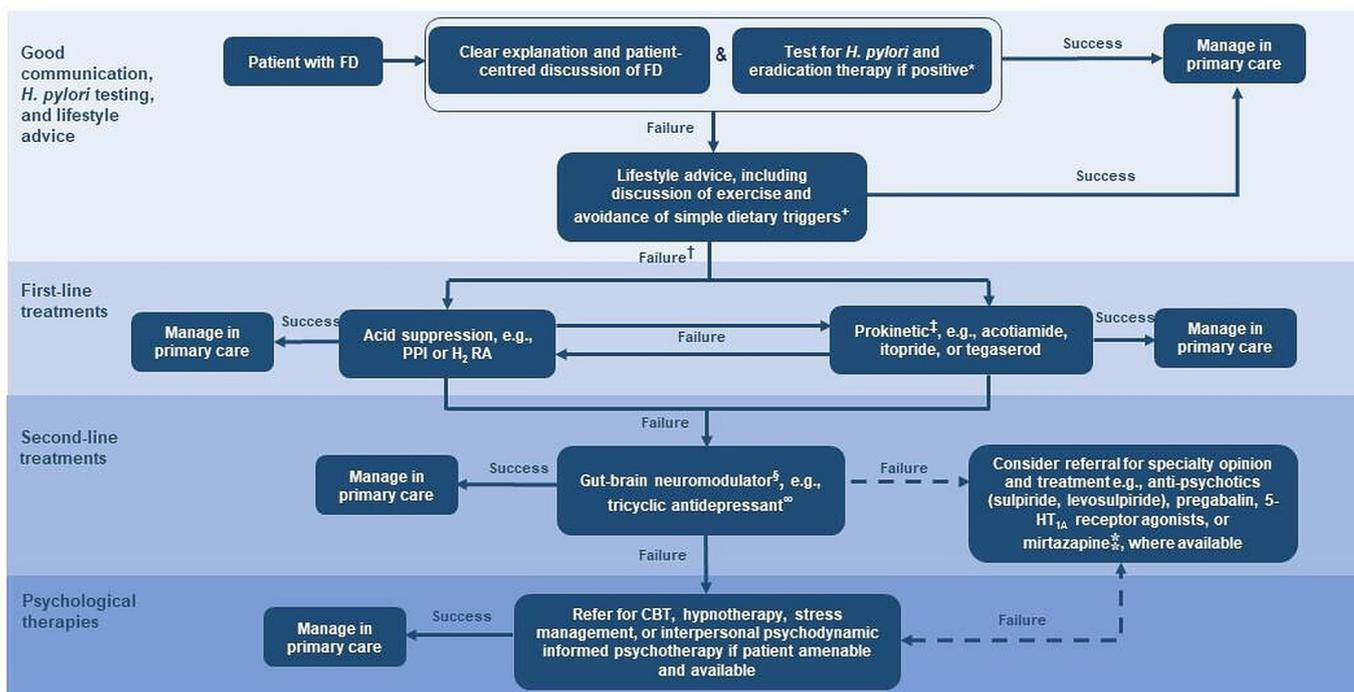 Good
communication,
H. pylori testing,
and lifestyle
advice
Patient with FD
Clear explanation and patient-
centred discussion of FD
&
Test for H. pylori and
eradication therapy if positive*
Success
Manage in
primary care
Failure
Lifestyle advice, including
discussion of exercise and
avoidance of simple dietary triggers⁺
Success
Failure†
First-line
treatments
Manage in
primary care
Success
Acid suppression, e.g.,
PPI or H₂ RA
Failure
Prokinetic‡, e.g., acotiamide,
itopride, or tegaserod
Success
Manage in
primary care
Second-line
treatments
Failure
Manage in
primary care
Success
Gut-brain neuromodulator§, e.g.,
tricyclic antidepressant∞
Failure
Consider referral for specialty opinion
and treatment e.g., anti-psychotics
(sulpiride, levosulpiride), pregabalin, 5-
HT₁ₐ receptor agonists, or
mirtazapine⁑, where available
Failure
Psychological
therapies
Manage in
primary care
Success
Refer for CBT, hypnotherapy, stress
management, or interpersonal psychodynamic
informed psychotherapy if patient amenable
and available
Failure